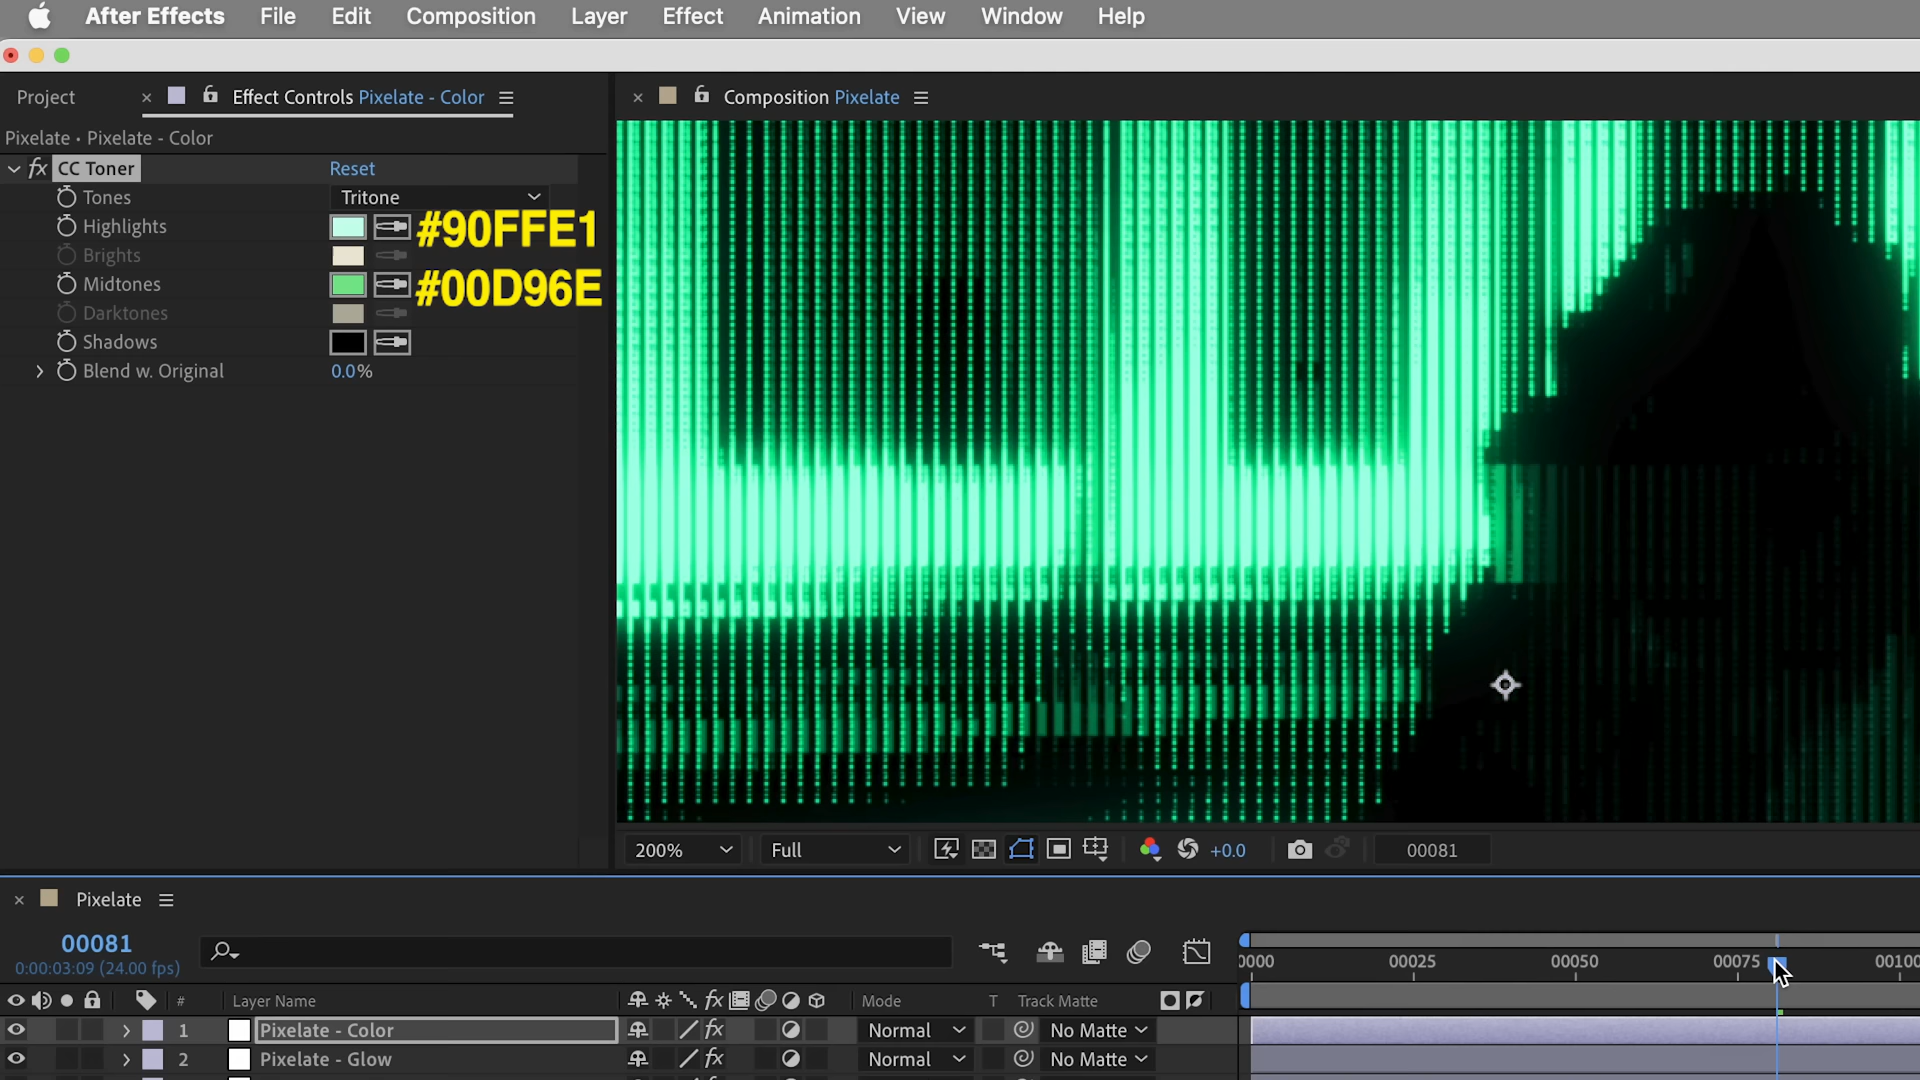 After Effects File Edit Composition Layer Effect Animation View Window Help
Project × Effect Controls Pixelate - Color
× Composition Pixelate
Pixelate • Pixelate - Color
fx CC Toner Reset
Tones Tritone
Highlights #90FFE1
Brights
Midtones #00D96E
Darktones
Shadows
Blend w. Original 0.0%
200% Full +0.0 00081
× Pixelate
00081
0:00:03:09 (24.00 fps)
0000 00025 00050 00075 00100
# Layer Name fx Mode T Track Matte
1 Pixelate - Color fx Normal No Matte
2 Pixelate - Glow fx Normal No Matte